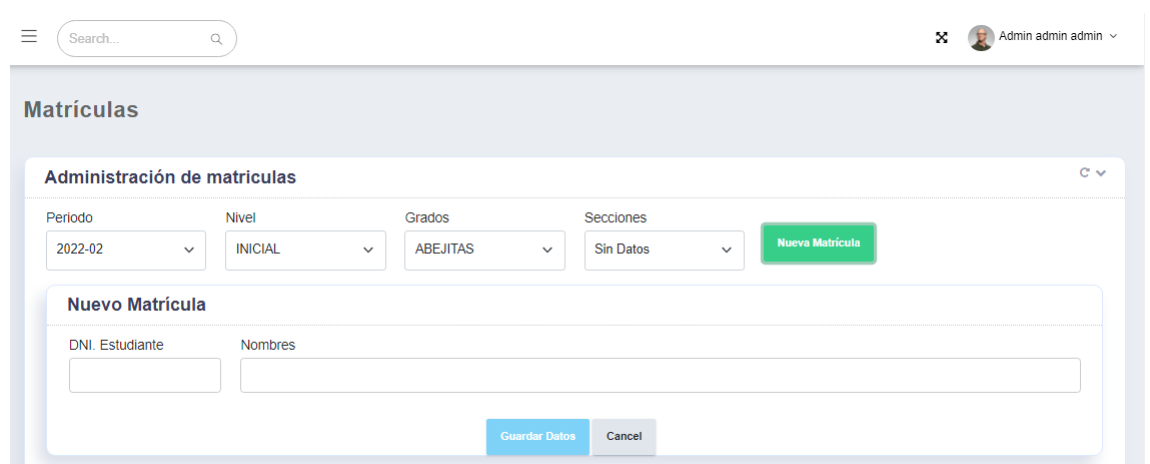 Search... Admin admin admin
Matrículas
Administración de matriculas
Periodo Nivel Grados Secciones
2022-02 INICIAL ABEJITAS Sin Datos Nueva Matrícula
Nuevo Matrícula
DNI. Estudiante Nombres
Guardar Datos Cancel